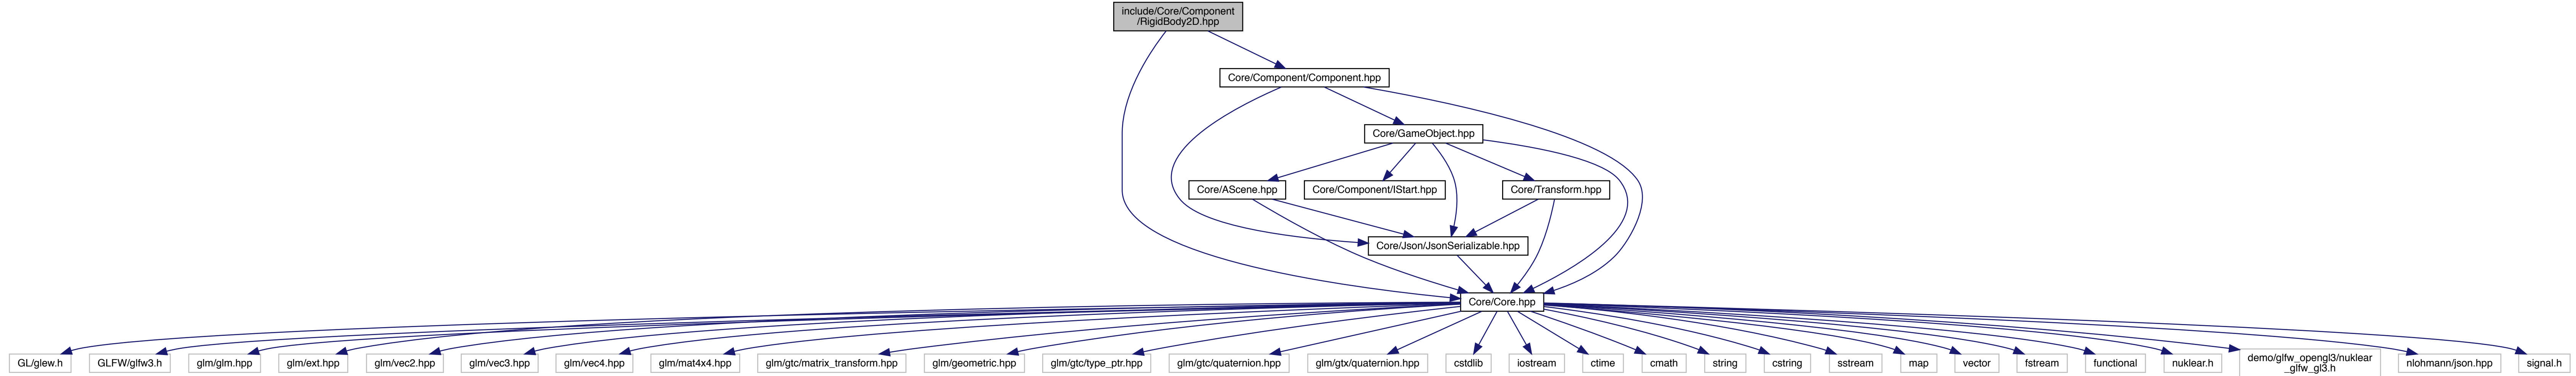 include/Core/Component
/RigidBody2D.hpp
Core/Component/Component.hpp
Core/GameObject.hpp
Core/AScene.hpp
Core/Component/IStart.hpp
Core/Transform.hpp
Core/Json/JsonSerializable.hpp
Core/Core.hpp
GL/glew.h
GLFW/glfw3.h
glm/glm.hpp
glm/ext.hpp
glm/vec2.hpp
glm/vec3.hpp
glm/vec4.hpp
glm/mat4x4.hpp
glm/gtc/matrix_transform.hpp
glm/geometric.hpp
glm/gtc/type_ptr.hpp
glm/gtc/quaternion.hpp
glm/gtx/quaternion.hpp
cstdlib
iostream
ctime
cmath
string
cstring
sstream
map
vector
fstream
functional
nuklear.h
demo/glfw_opengl3/nuklear
_glfw_gl3.h
nlohmann/json.hpp
signal.h